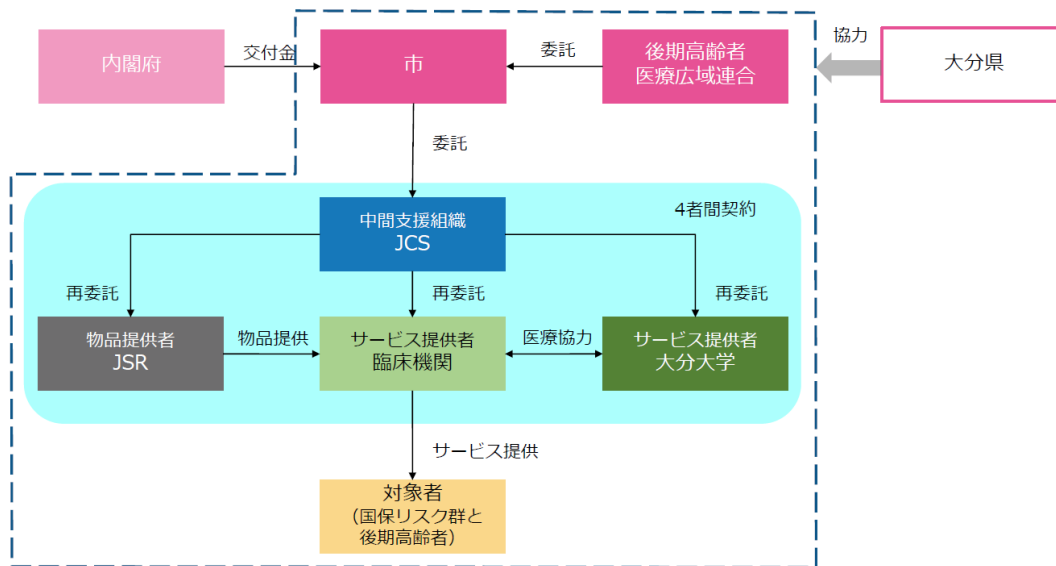 内閣府
交付金
市
委託
後期高齢者
医療広域連合
協力
大分県
委託
4者間契約
中間支援組織
JCS
再委託
再委託
再委託
物品提供者
JSR
物品提供
サービス提供者
臨床機関
医療協力
サービス提供者
大分大学
サービス提供
対象者
（国保リスク群と
後期高齢者）